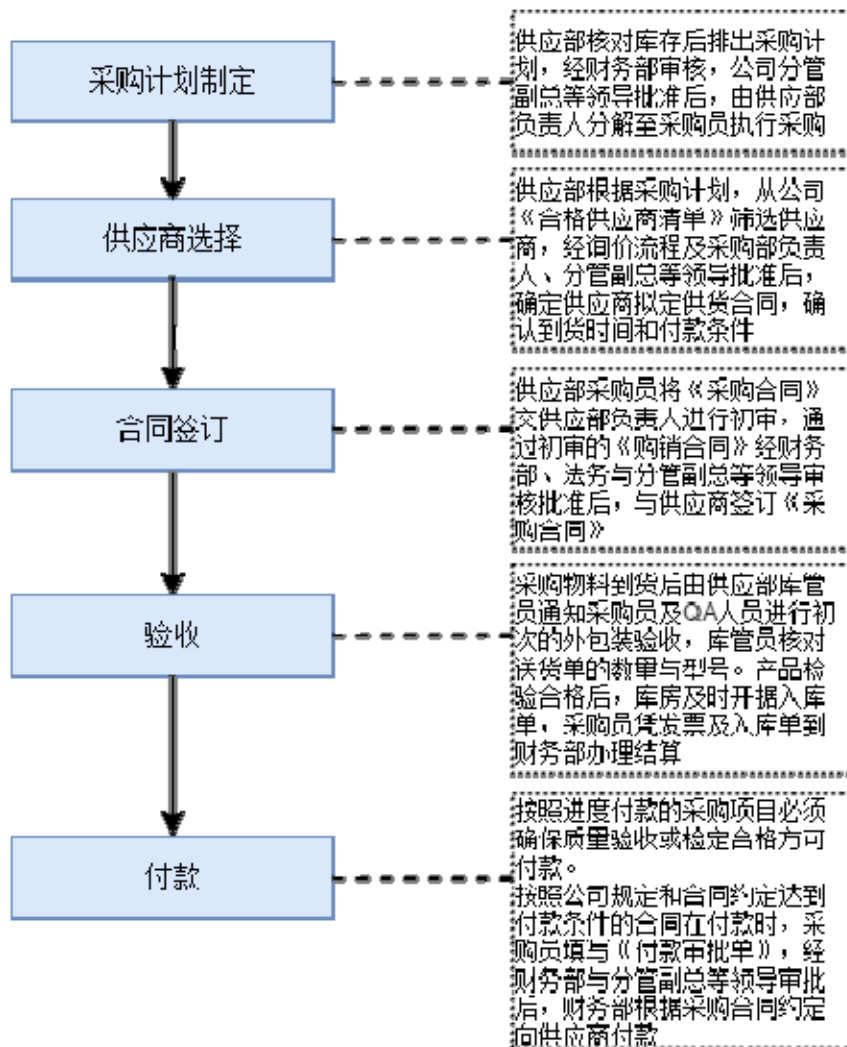 采购计划制定
供应部核对库存后排出采购计
划，经财务部审核，公司分管
副总等领导批准后，由供应部
负责人分解至采购员执行采购
供应商选择
供应部根据采购计划，从公司
《合格供应商清单》筛选供应
商，经询价流程及采购部负责
人、分管副总等领导批准后，
确定供应商拟定供货合同，确
认到货时间和付款条件
合同签订
供应部采购员将《采购合同》
交供应部负责人进行初审，通
过初审的《购销合同》经财务
部、法务与分管副总等领导审
核批准后，与供应商签订《采
购合同》
验收
采购物料到货后由供应部库管
员通知采购员及QA人员进行初
次的外包装验收，库管员核对
送货单的数量与型号。产品检
验合格后，库房及时开据入库
单，采购员凭发票及入库单到
财务部办理结算
付款
按照进度付款的采购项目必须
确保质量验收或检定合格方可
付款。
按照公司规定和合同约定达到
付款条件的合同在付款时，采
购员填写《付款审批单》，经
财务部与分管副总等领导审批
后，财务部根据采购合同约定
向供应商付款